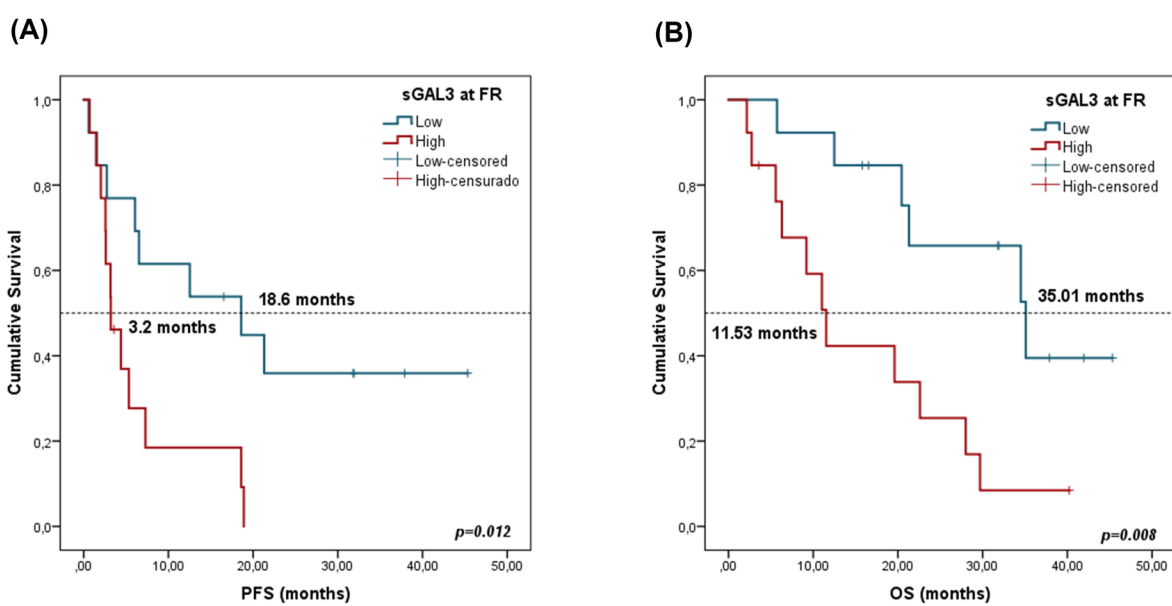 (A)
sGAL3 at FR
Low
High
Low-censored
High-censurado
Cumulative Survival
1,0
0,8
0,6
0,4
0,2
0,0
18.6 months
3.2 months
p=0.012
,00 10,00 20,00 30,00 40,00 50,00
PFS (months)
(B)
sGAL3 at FR
Low
High
Low-censored
High-censored
Cumulative Survival
1,0
0,8
0,6
0,4
0,2
0,0
35.01 months
11.53 months
p=0.008
,00 10,00 20,00 30,00 40,00 50,00
OS (months)